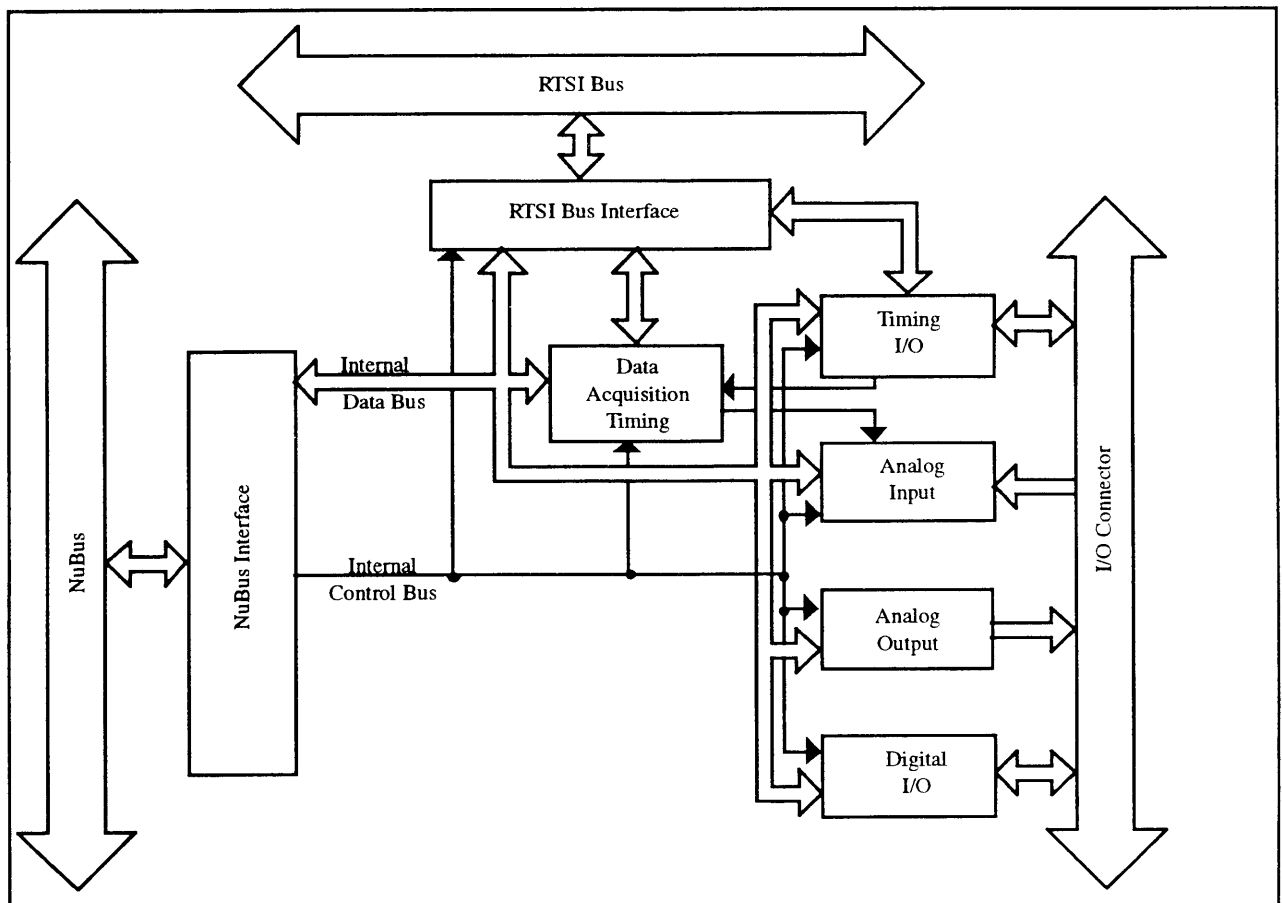 RTSI Bus
RTSI Bus Interface
Timing
I/O
Internal
Data Bus
Data
Acquisition
Timing
Analog
Input
NuBus
NuBus Interface
I/O Connector
Internal
Control Bus
Analog
Output
Digital
I/O